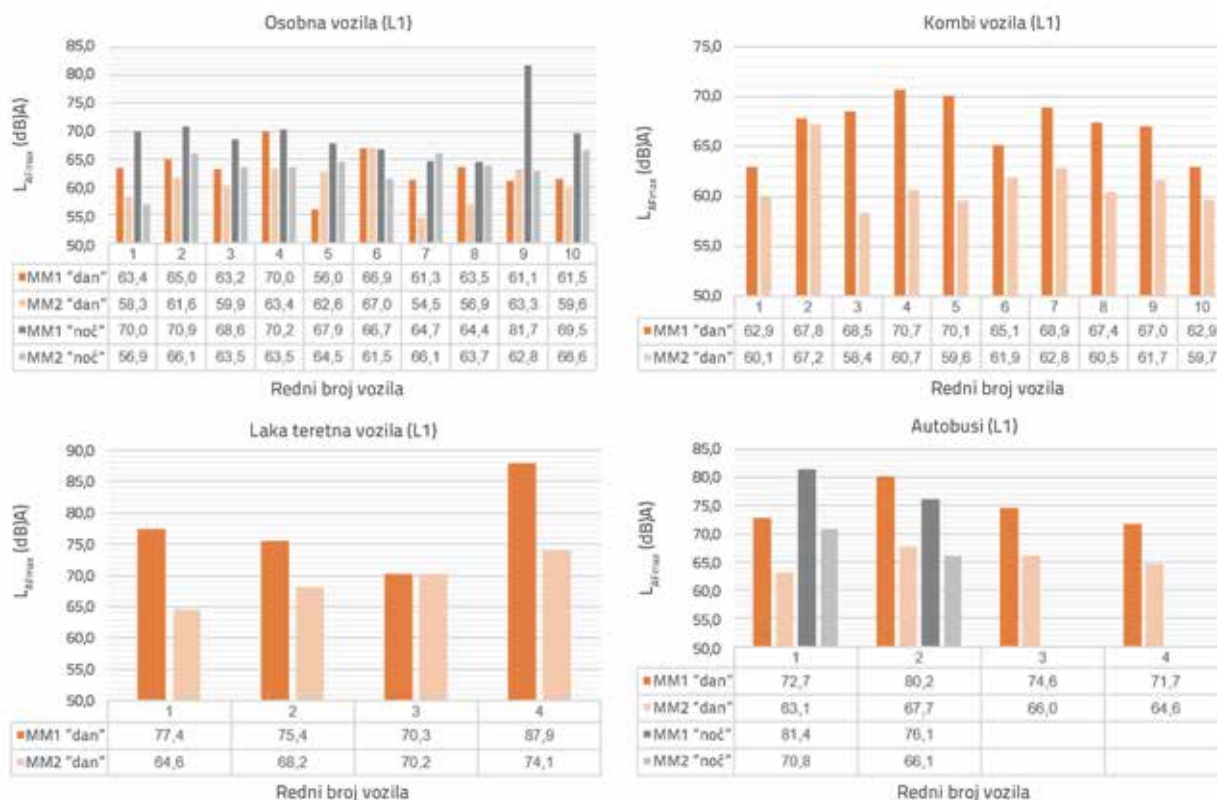 Osobna vozila (L1)
L_AFmax (dB)A)
85,0
80,0
75,0
70,0
65,0
60,0
55,0
50,0
1 2 3 4 5 6 7 8 9 10
MM1 "dan" 63,4 65,0 63,2 70,0 56,0 66,9 61,3 63,5 61,1 61,5
MM2 "dan" 58,3 61,6 59,9 63,4 62,6 67,0 54,5 56,9 63,3 59,6
MM1 "noč" 70,0 70,9 68,6 70,2 67,9 66,7 64,7 64,4 81,7 69,5
MM2 "noč" 56,9 66,1 63,5 63,5 64,5 61,5 66,1 63,7 62,8 66,6
Redni broj vozila
Kombi vozila (L1)
L_AFmax (dB)A)
75,0
70,0
65,0
60,0
55,0
50,0
1 2 3 4 5 6 7 8 9 10
MM1 "dan" 62,9 67,8 68,5 70,7 70,1 65,1 68,9 67,4 67,0 62,9
MM2 "dan" 60,1 67,2 58,4 60,7 59,6 61,9 62,8 60,5 61,7 59,7
Redni broj vozila
Laka teretna vozila (L1)
L_AFmax (dB)A)
90,0
85,0
80,0
75,0
70,0
65,0
60,0
55,0
50,0
1 2 3 4
MM1 "dan" 77,4 75,4 70,3 87,9
MM2 "dan" 64,6 68,2 70,2 74,1
Redni broj vozila
Autobusi (L1)
L_AFmax (dB)A)
85,0
80,0
75,0
70,0
65,0
60,0
55,0
50,0
1 2 3 4
MM1 "dan" 72,7 80,2 74,6 71,7
MM2 "dan" 63,1 67,7 66,0 64,6
MM1 "noč" 81,4 76,1
MM2 "noč" 70,8 66,1
Redni broj vozila